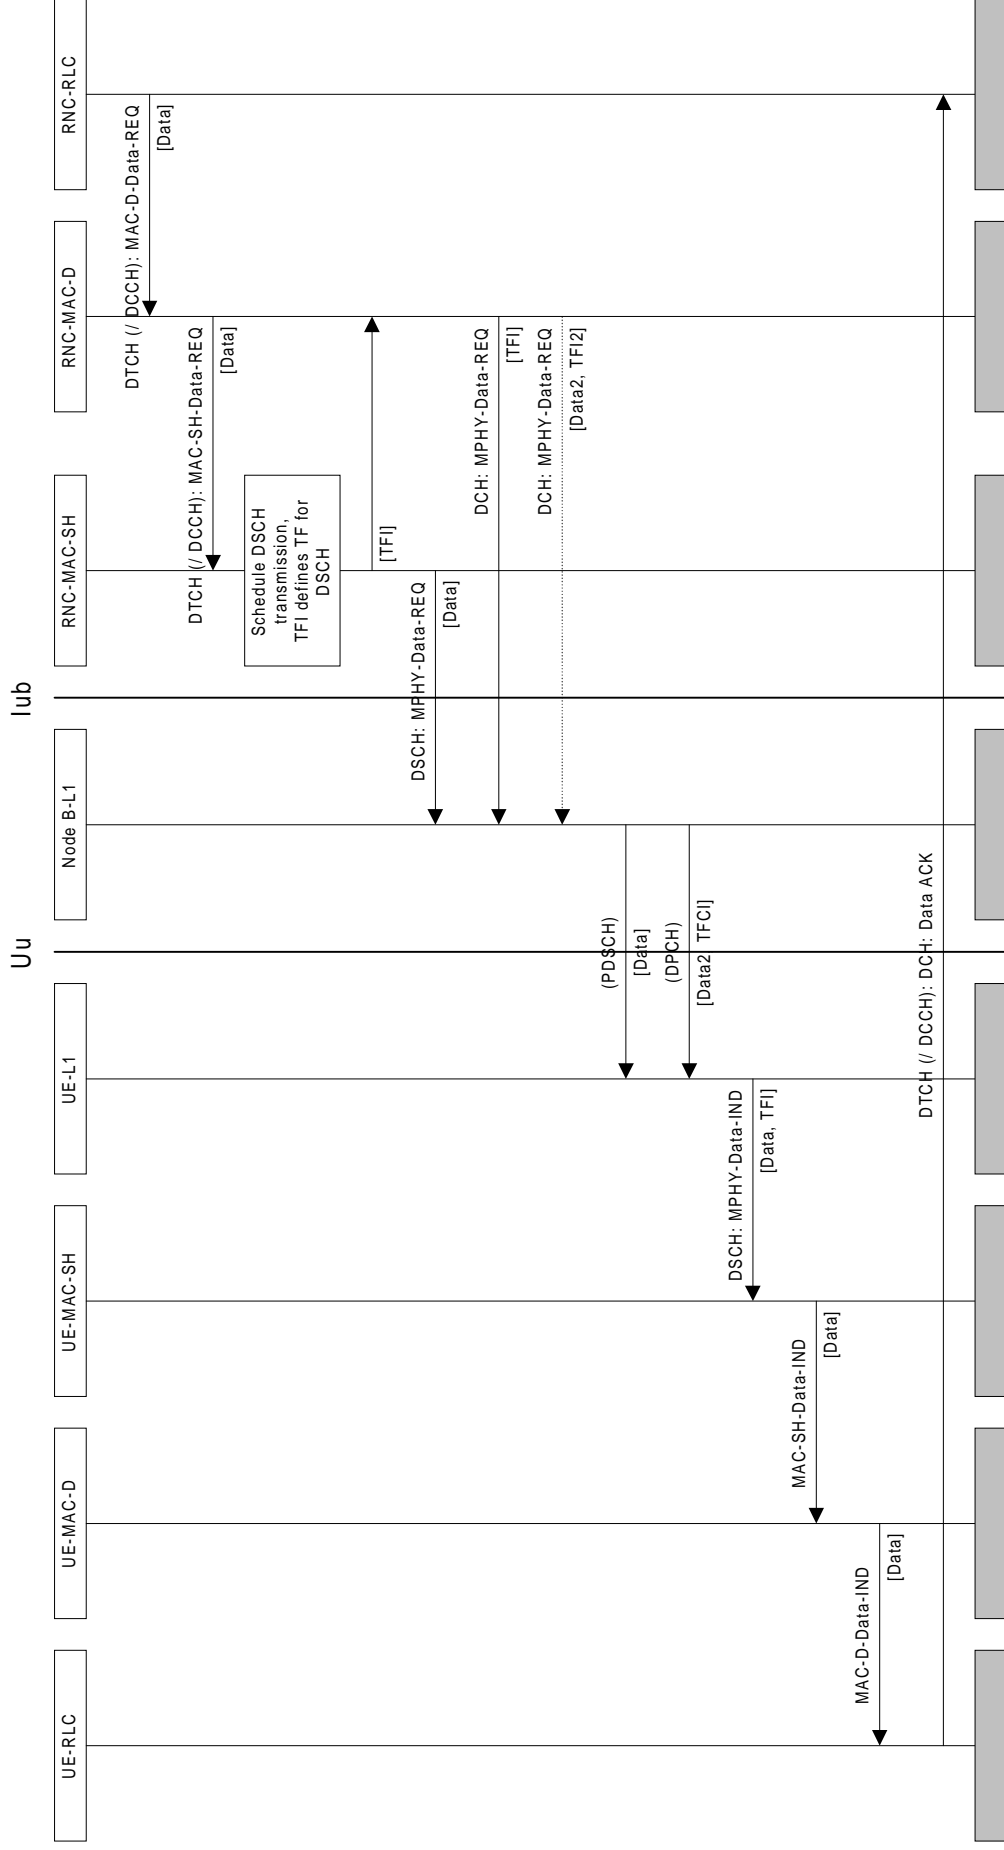 Uu
Iub
UE-RLC
UE-MAC-D
UE-MAC-SH
UE-L1
Node B-L1
RNC-MAC-SH
RNC-MAC-D
RNC-RLC
DTCH (/ DCCH): MAC-D-Data-REQ
[Data]
DTCH (/ DCCH): MAC-SH-Data-REQ
[Data]
Schedule DSCH
transmission,
TFI defines TF for
DSCH
[TFI]
DSCH: MPHY-Data-REQ
[Data]
DCH: MPHY-Data-REQ
[TFI]
DCH: MPHY-Data-REQ
[Data2, TFI2]
(PDSCH)
[Data]
(DPCH)
[Data2 TFCI]
DSCH: MPHY-Data-IND
[Data, TFI]
MAC-SH-Data-IND
[Data]
MAC-D-Data-IND
[Data]
DTCH (/ DCCH): DCH: Data ACK